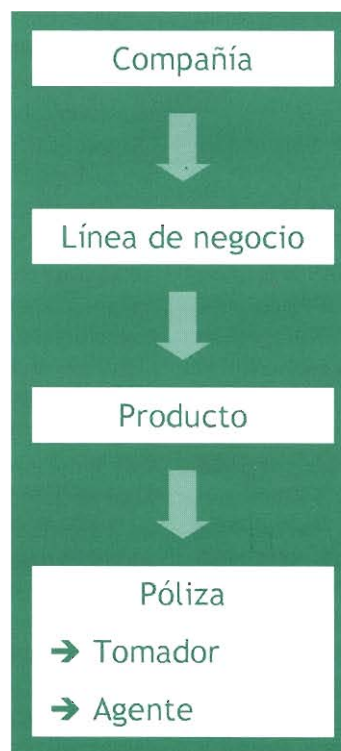 Compañía
Línea de negocio
Producto
Póliza
→ Tomador
→ Agente